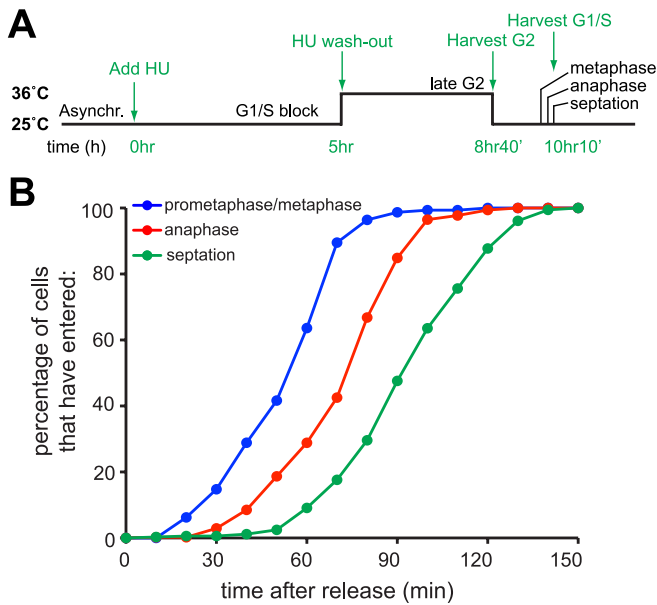 A
Harvest G1/S
HU wash-out
Harvest G2
Add HU
metaphase
36˚C
late G2
anaphase
Asynchr.
G1/S block
septation
25˚C
time (h)
0hr
5hr
8hr40’
10hr10’
B
100
prometaphase/metaphase
anaphase
80
septation
60
40
20
0
percentage of cells
that have entered:
0
30
60
90
120
150
time after release (min)